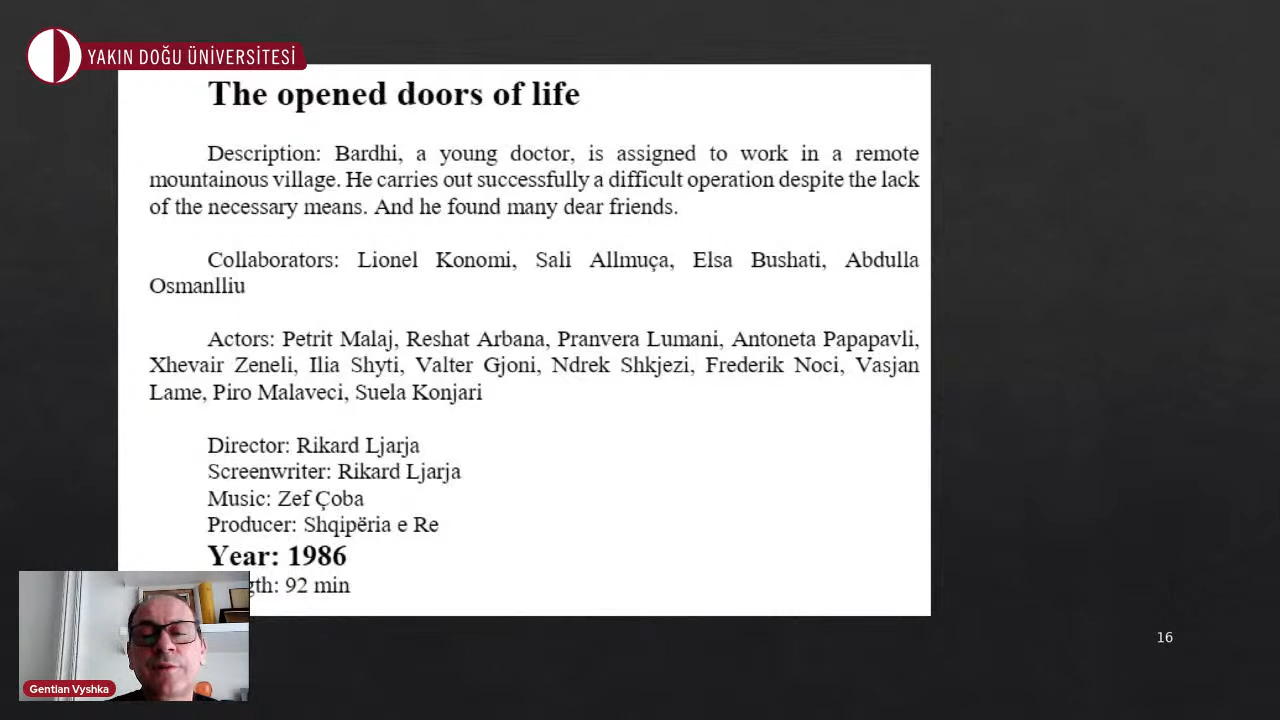 YAKIN DOĞU ÜNİVERSİTESİ
The opened doors of life
Description: Bardhi, a young doctor, is assigned to work in a remote
mountainous village. He carries out successfully a difficult operation despite the lack
of the necessary means. And he found many dear friends.
Collaborators: Lionel Konomi, Sali Allmuça, Elsa Bushati, Abdulla
Osmanlliu
Actors: Petrit Malaj, Reshat Arbana, Pranvera Lumani, Antoneta Papapavli,
Xhevair Zeneli, Ilia Shyti, Valter Gjoni, Ndrek Shkjezi, Frederik Noci, Vasjan
Lame, Piro Malaveci, Suela Konjari
Director: Rikard Ljarja
Screenwriter: Rikard Ljarja
Music: Zef Çoba
Producer: Shqipëria e Re
Year: 1986
gth: 92 min
Gentian Vyshka
16